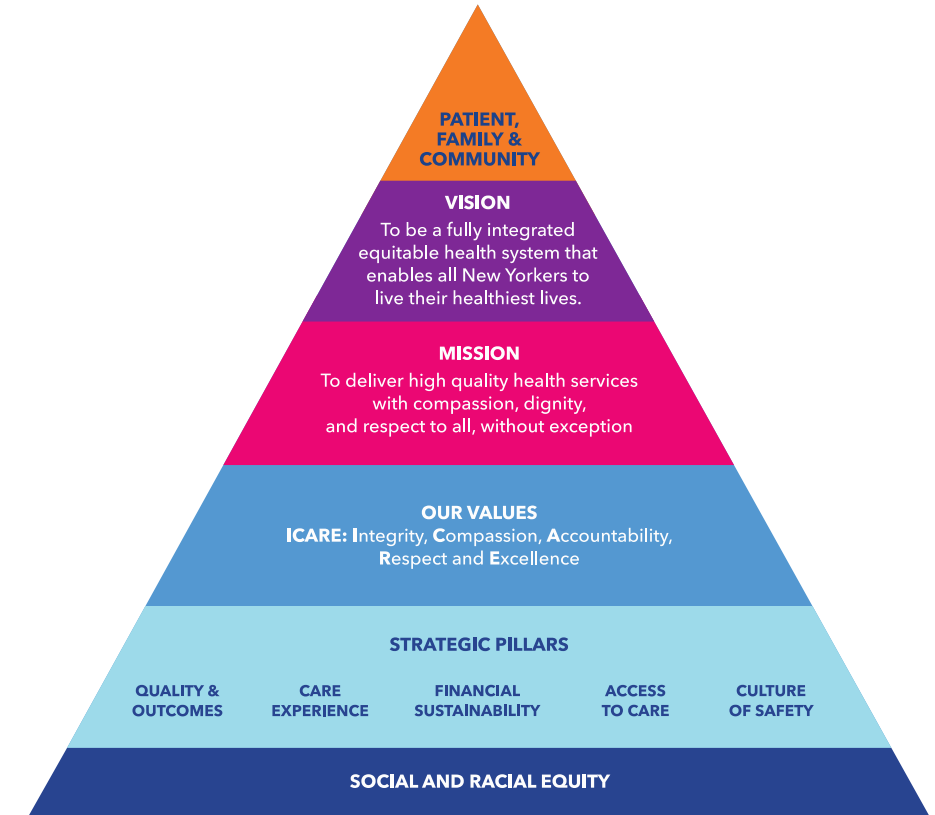 PATIENT,
FAMILY &
COMMUNITY
VISION
To be a fully integrated
equitable health system that
enables all New Yorkers to
live their healthiest lives.
MISSION
To deliver high quality health services
with compassion, dignity,
and respect to all, without exception
OUR VALUES
ICARE: Integrity, Compassion, Accountability,
Respect and Excellence
STRATEGIC PILLARS
QUALITY &
OUTCOMES
CARE
EXPERIENCE
FINANCIAL
SUSTAINABILITY
ACCESS
TO CARE
CULTURE
OF SAFETY
SOCIAL AND RACIAL EQUITY